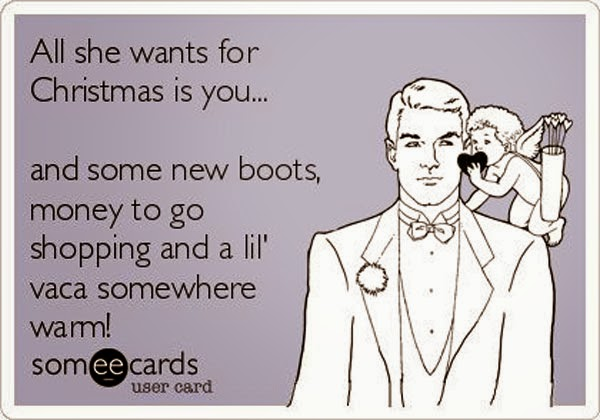 All she wants for
Christmas is you...
and some new boots,
money to go
shopping and a lil'
vaca somewhere
warm!
someecards
user card